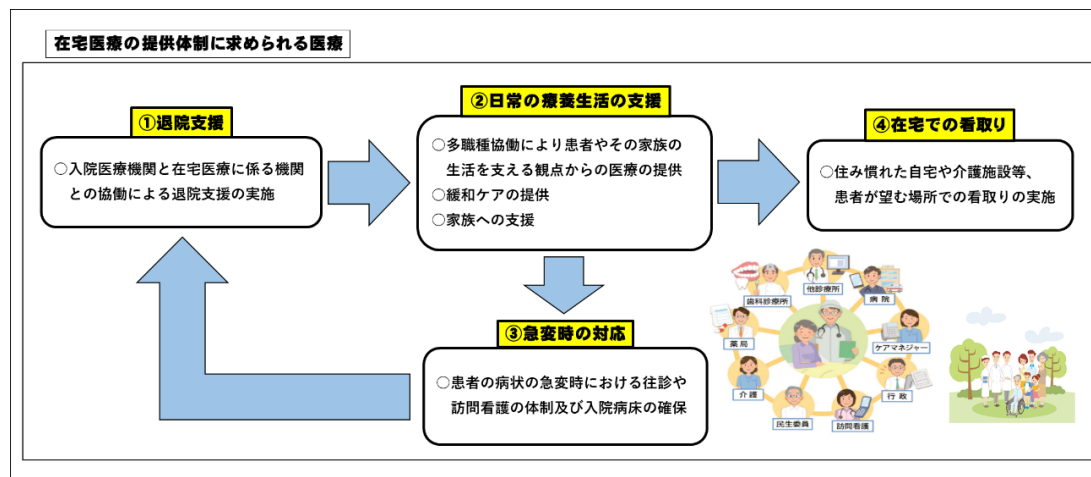 在宅医療の提供体制に求められる医療
①退院支援
○入院医療機関と在宅医療に係る機関
との協働による退院支援の実施
②日常の療養生活の支援
○多職種協働により患者やその家族の
生活を支える観点からの医療の提供
○緩和ケアの提供
○家族への支援
③急変時の対応
○患者の病状の急変時における往診や
訪問看護の体制及び入院病床の確保
④在宅での看取り
○住み慣れた自宅や介護施設等、
患者が望む場所での看取りの実施
他診療所
歯科診療所
病院
薬局
ケアマネジャー
介護
行政
民生委員
訪問看護